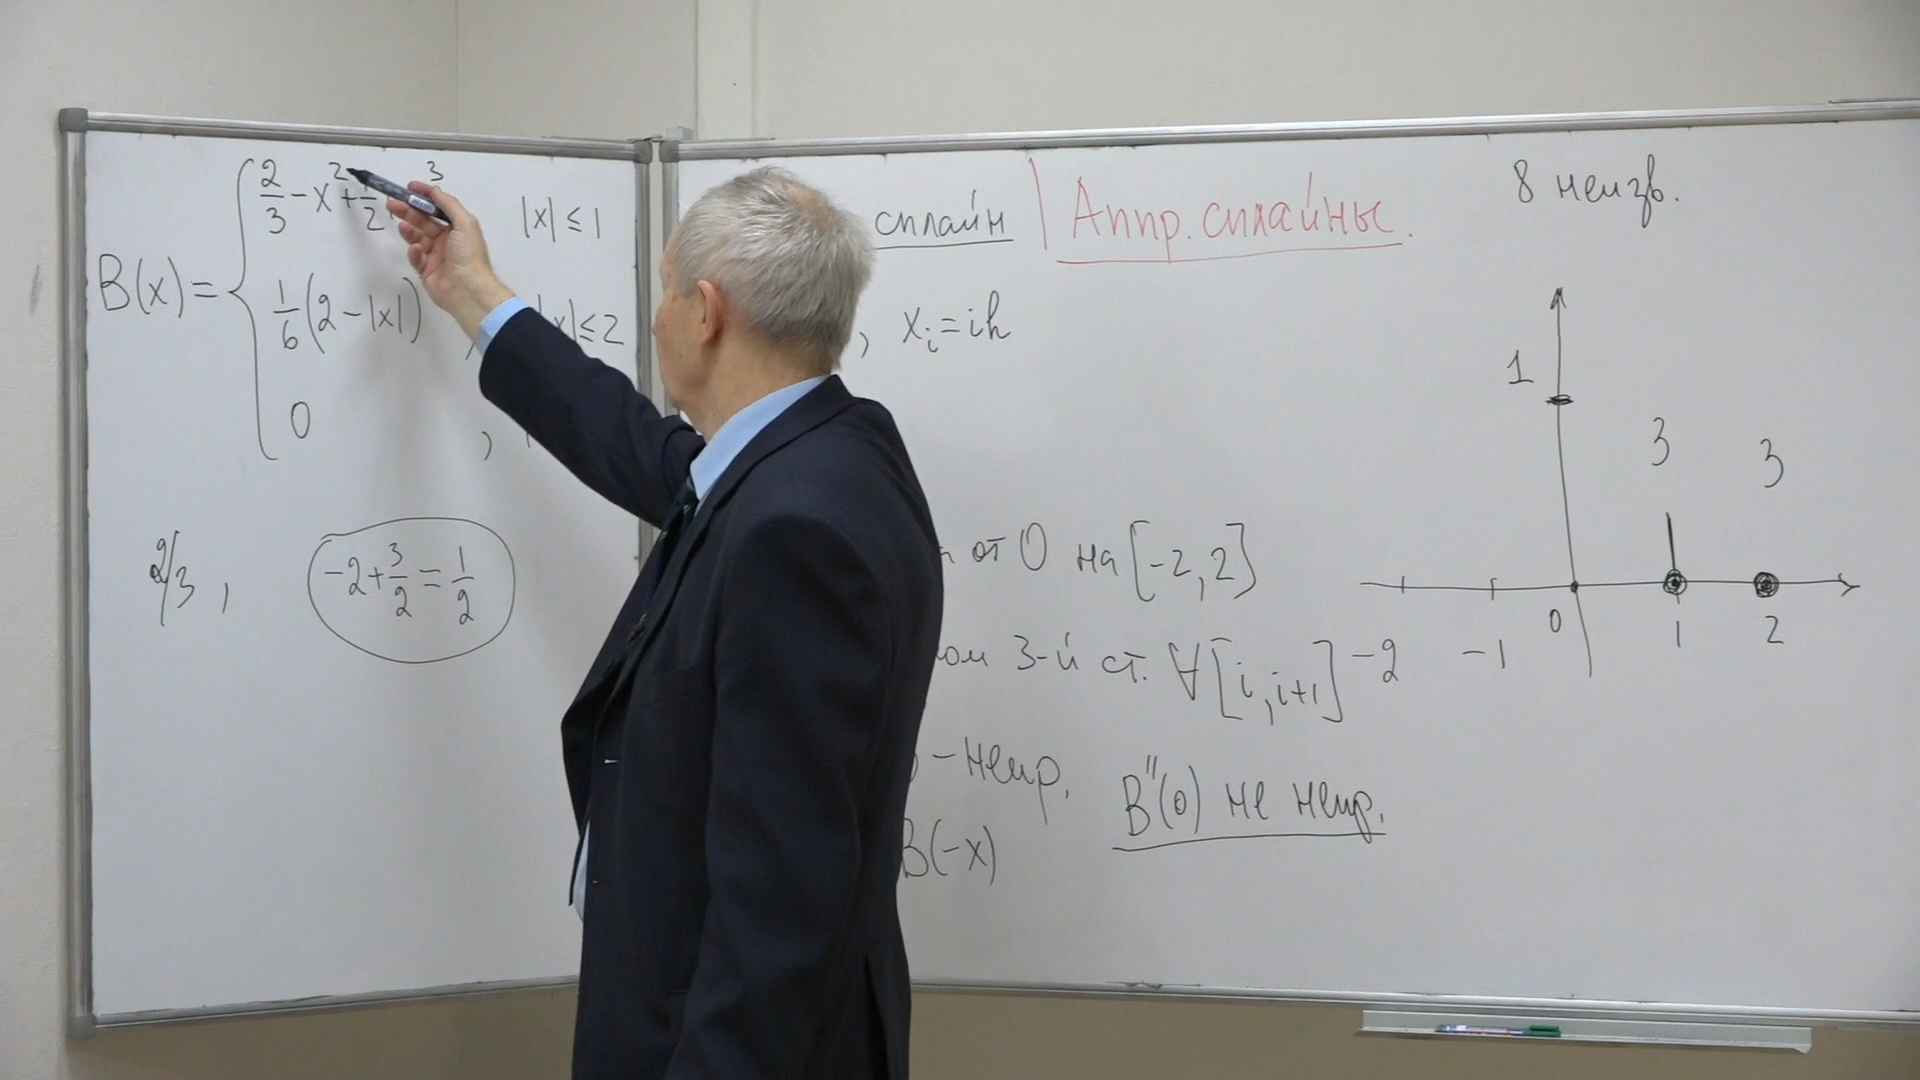 B(x) =
2/3 - x² + 1/2 ³ |x| ≤ 1
1/6 (2 - |x|) , |x| ≤ 2
0 ,
2/3 , -2 + 3/2 = 1/2
сплайн | Аппр. сплайны.
, xᵢ = ih
от 0 на [-2, 2]
3-й ст. ∀ [i, i+1]
- непр. B''(0) не непр.
B(-x)
8 неизв.
1
3 3
-2 -1 0 1 2